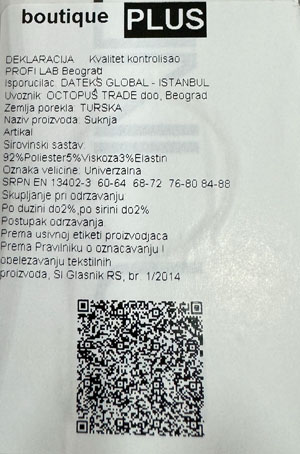 boutique PLUS
DEKLARACIJA Kvalitet kontrolisao
PROFI LAB Beograd
Isporucilac DATEKS GLOBAL - ISTANBUL
Uvoznik OCTOPUS TRADE doo, Beograd
Zemlja porekla TURSKA
Naziv proizvoda: Suknja
Artikal
Sirovinski sastav:
92%Poliester5%Viskoza3%Elastin
Oznaka velicine: Univerzalna
SRPN EN 13402-3 60-64 68-72 76-80 84-88
Skupljanje pri odrzavanju
Po duzini do2%,po sirini do2%
Postupak odrzavanja
Prema usivnoj etiketi proizvodjaca
Prema Pravilniku o oznacavanju i
obelezavanju tekstilnih
proizvoda, Sl Glasnik RS, br. 1/2014